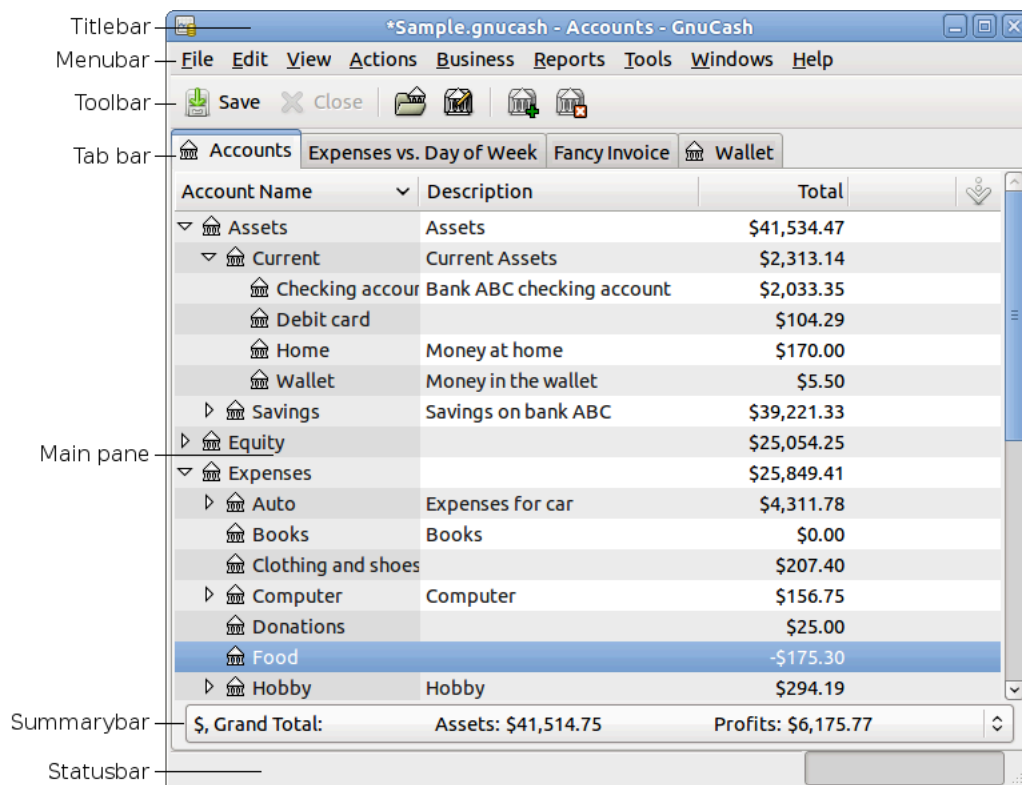 Titlebar *Sample.gnucash - Accounts - GnuCash
Menubar File Edit View Actions Business Reports Tools Windows Help
Toolbar Save Close
Tab bar Accounts Expenses vs. Day of Week Fancy Invoice Wallet
Account Name Description Total
Assets Assets $41,534.47
Current Current Assets $2,313.14
Checking accour Bank ABC checking account $2,033.35
Debit card $104.29
Home Money at home $170.00
Wallet Money in the wallet $5.50
Savings Savings on bank ABC $39,221.33
Main pane
Equity $25,054.25
Expenses $25,849.41
Auto Expenses for car $4,311.78
Books Books $0.00
Clothing and shoes $207.40
Computer Computer $156.75
Donations $25.00
Food -$175.30
Hobby Hobby $294.19
Summarybar $, Grand Total: Assets: $41,514.75 Profits: $6,175.77
Statusbar